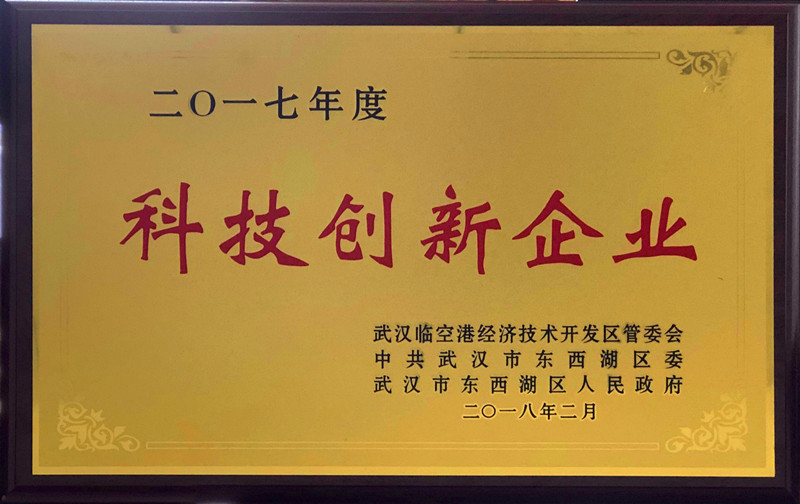 二〇一七年度
科技创新企业
武汉临空港经济技术开发区管委会
中共武汉市东西湖区委
武汉市东西湖区人民政府
二〇一八年二月